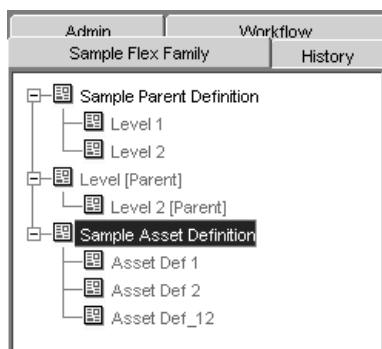 Admin Workflow
Sample Flex Family History
Sample Parent Definition
Level 1
Level 2
Level [Parent]
Level 2 [Parent]
Sample Asset Definition
Asset Def 1
Asset Def 2
Asset Def_12